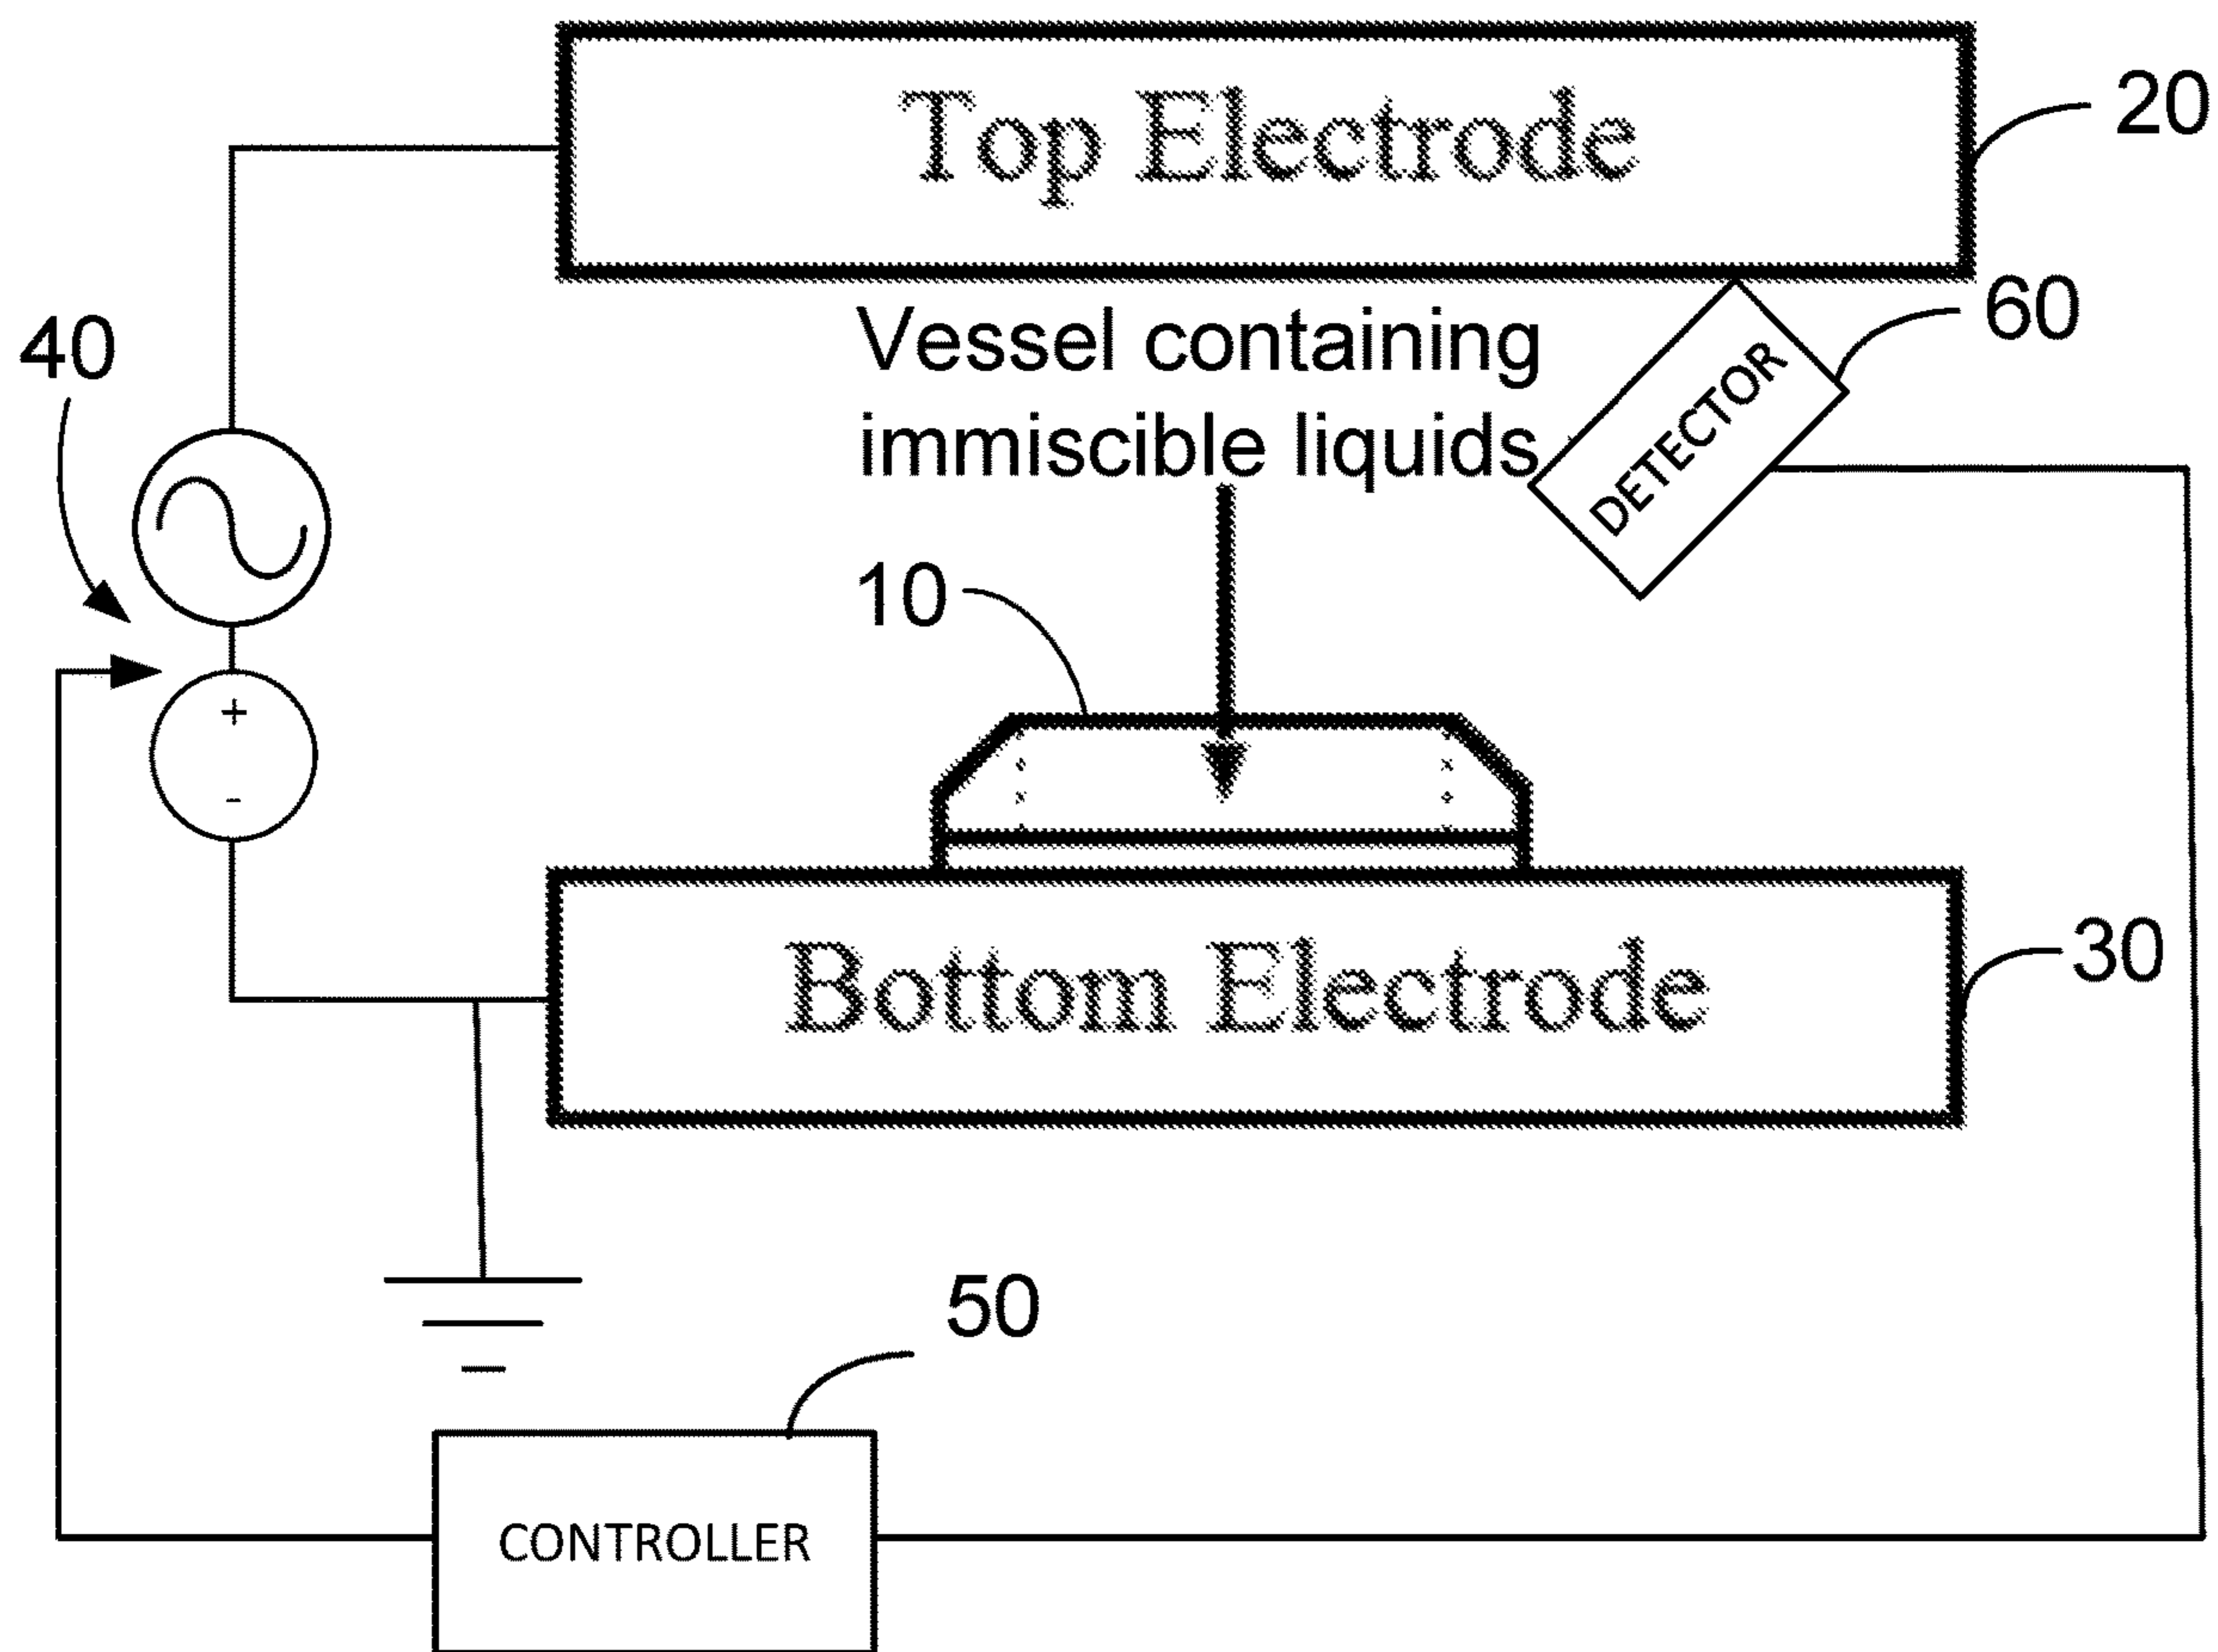 Top Electrode
20
Vessel containing
immiscible liquids
60
DETECTOR
40
10
+
-
Bottom Electrode
30
50
CONTROLLER